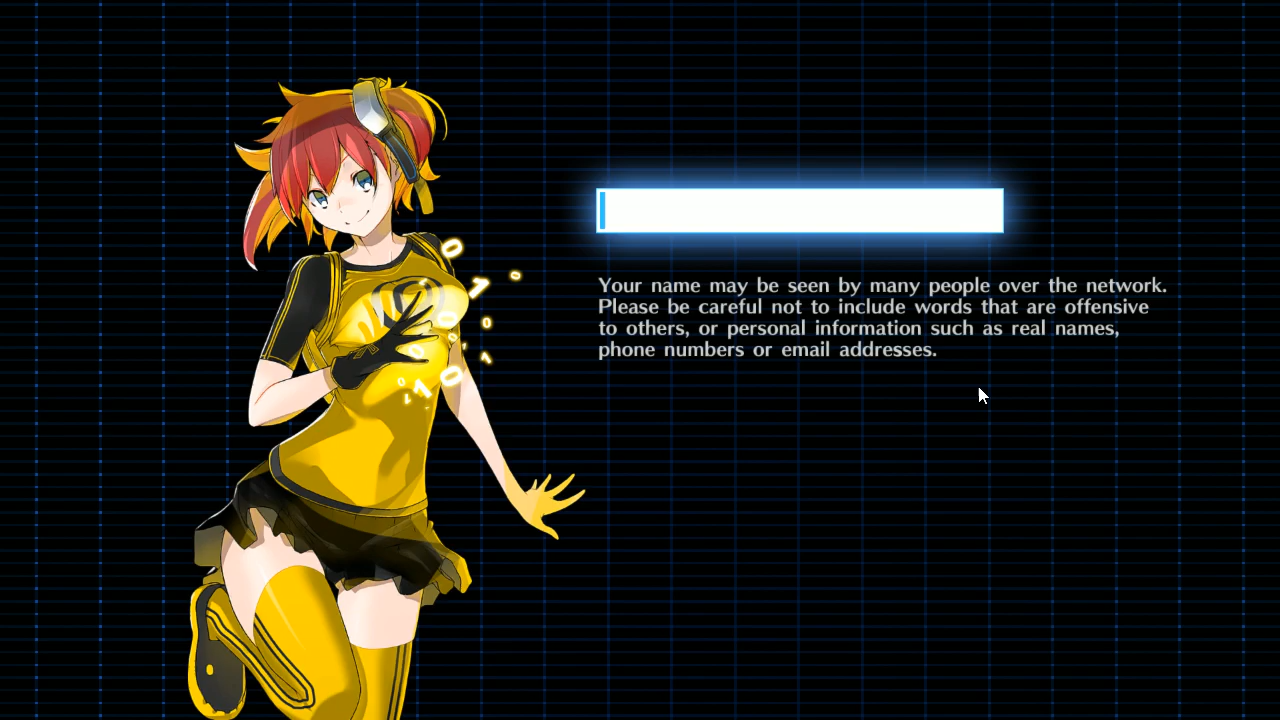 Your name may be seen by many people over the network.
Please be careful not to include words that are offensive
to others, or personal information such as real names,
phone numbers or email addresses.